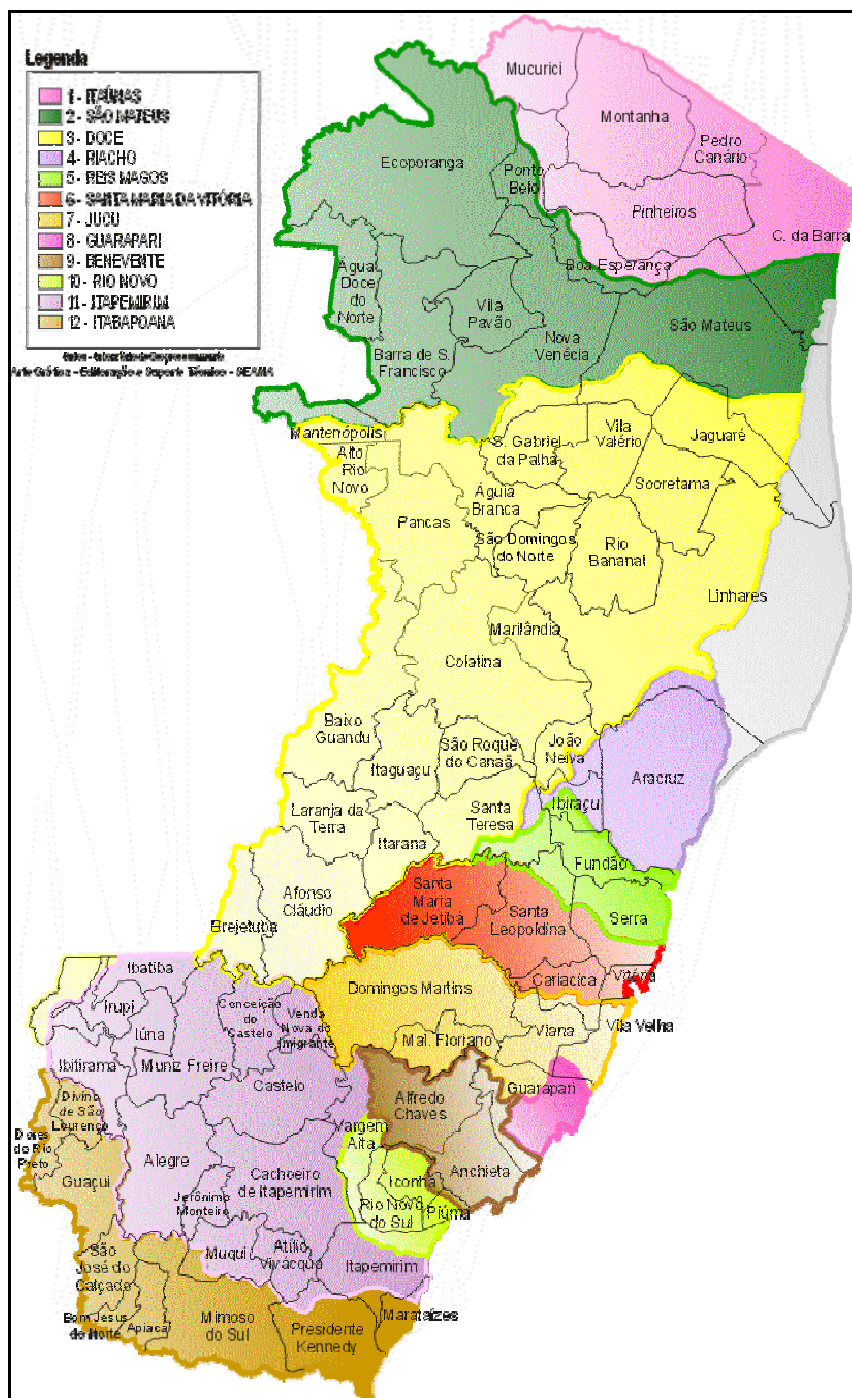 Legenda
1 - ITAÚNAS
2 - SÃO MATEUS
3 - DOCE
4 - RIACHO
5 - REIS MAGOS
6 - SANTA MARIA DA VITÓRIA
7 - JUCU
8 - GUARAPARI
9 - BENEVENTE
10 - RIO NOVO
11 - ITAPEMIRIM
12 - ITABAPOANA
Arte Gráfica - Editoração e Suporte Técnico - SEAMA
Mucurici
Montanha
Pedro
Canário
Ecoporanga
Ponto
Belo
Pinheiros
C. da Barra
Boa Esperança
Água
Doce
do
Norte
Vila
Pavão
São Mateus
Nova
Venécia
Barra de S.
Francisco
Mantenópolis
Alto
Rio
Novo
S. Gabriel
da Palha
Vila
Valério
Jaguaré
Sooretama
Águia
Branca
Pancas
São Domingos
do Norte
Rio
Bananal
Linhares
Marilândia
Colatina
Baixo
Guandu
São Roque
do Canaã
João
Neiva
Itaguaçu
Aracruz
Laranja da
Terra
Santa
Teresa
Ibiraçu
Itarana
Fundão
Afonso
Cláudio
Santa
Maria
de Jetibá
Santa
Leopoldina
Serra
Brejetuba
Ibatiba
Cariacica
Vitória
Domingos Martins
Irupi
Iúna
Conceição
do
Castelo
Venda
Nova do
Imigrante
Mal. Floriano
Viana
Vila Velha
Ibitirama
Muniz Freire
Castelo
Alfredo
Chaves
Guarapari
Divino
de São
Lourenço
Dores
do Rio
Preto
Vargem
Alta
Alegre
Guaçui
Cachoeiro
de Itapemirim
Iconha
Anchieta
Jerônimo
Monteiro
Rio Novo
do Sul
Piúma
São
José do
Calçado
Muqui
Atílio
Vivacqua
Itapemirim
Bom Jesus
do Norte
Apiacá
Mimoso
do Sul
Presidente
Kennedy
Marataízes